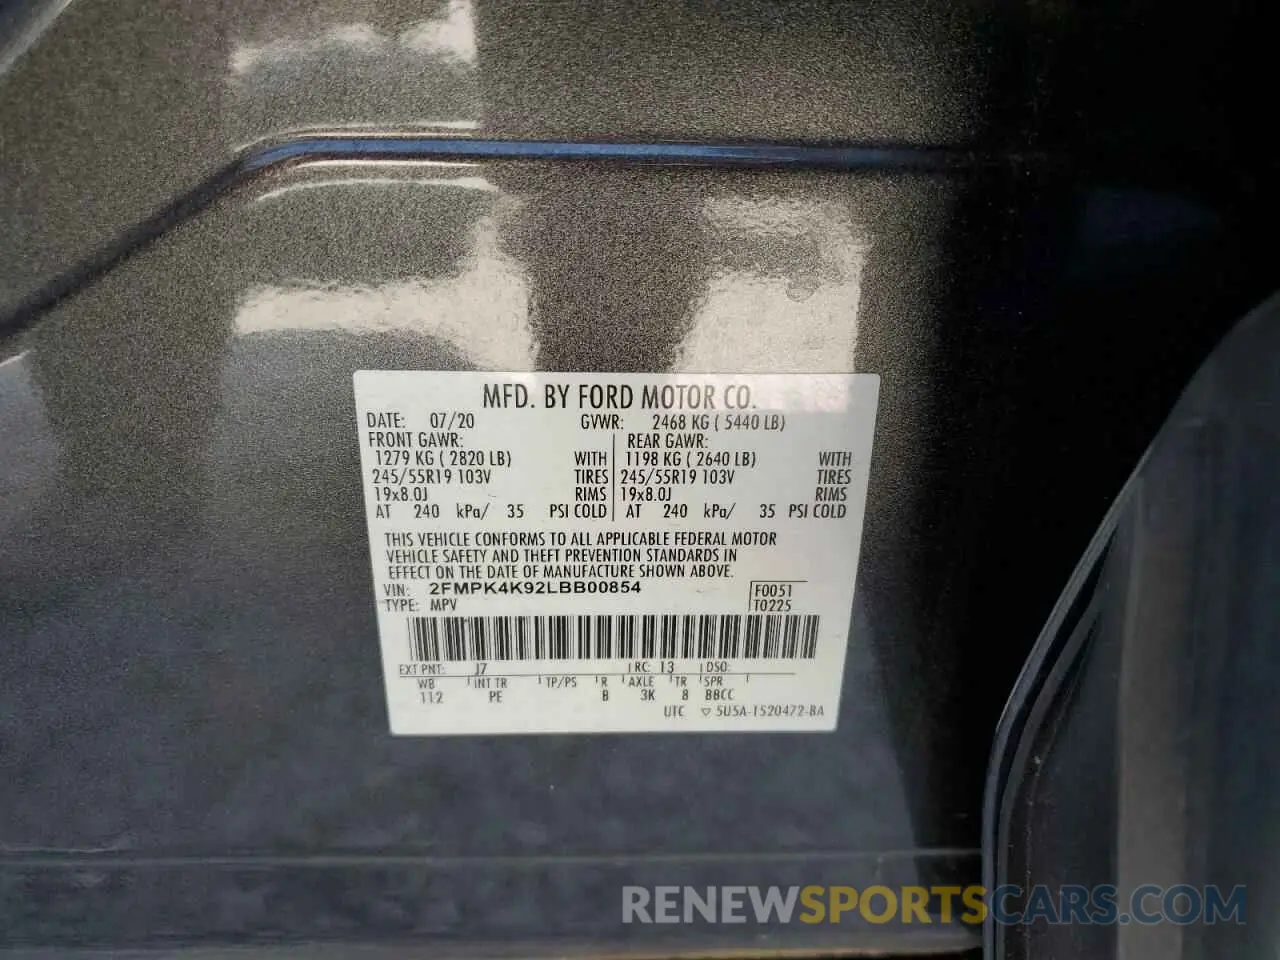 MFD. BY FORD MOTOR CO.
DATE: 07/20 GVWR: 2468 KG ( 5440 LB)
FRONT GAWR: REAR GAWR:
1279 KG ( 2820 LB) WITH 1198 KG ( 2640 LB) WITH
245/55R19 103V TIRES 245/55R19 103V TIRES
19x8.0J RIMS 19x8.0J RIMS
AT 240 kPa/ 35 PSI COLD AT 240 kPa/ 35 PSI COLD
THIS VEHICLE CONFORMS TO ALL APPLICABLE FEDERAL MOTOR
VEHICLE SAFETY AND THEFT PREVENTION STANDARDS IN
EFFECT ON THE DATE OF MANUFACTURE SHOWN ABOVE.
VIN: 2FMPK4K92LBB00854 F0051
TYPE: MPV T0225
EXT PNT: J7 RC: 13 DSO:
WB INT TR TP/PS R AXLE TR SPR
112 PE B 3K 8 BBCC
UTC ▽ 5U5A-1520472-BA
RENEWSPORTSCARS.COM